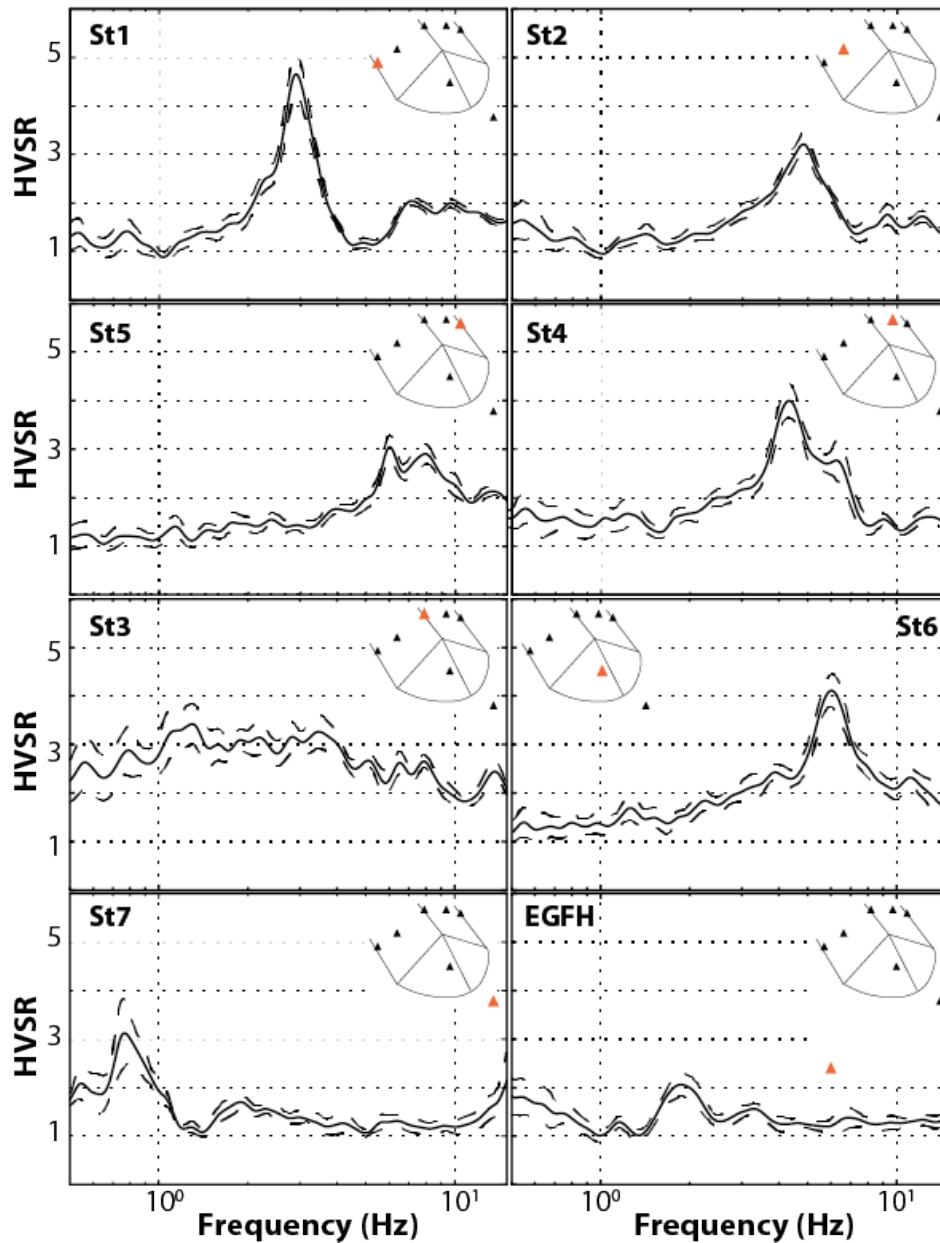 St1
St2
5
3
1
HVSR
St5
St4
5
3
1
HVSR
St3
St6
5
3
1
HVSR
St7
EGFH
5
3
1
HVSR
10⁰ 10¹ 10⁰ 10¹
Frequency (Hz) Frequency (Hz)